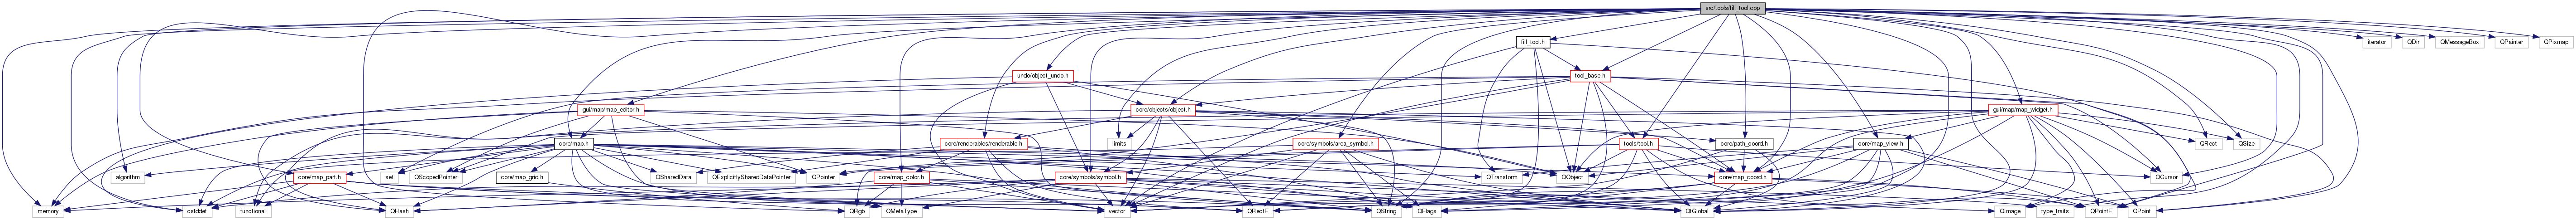 src/tools/fill_tool.cpp
fill_tool.h
iterator
QDir
QMessageBox
QPainter
QPixmap
undo/object_undo.h
tool_base.h
gui/map/map_editor.h
core/objects/object.h
gui/map/map_widget.h
core/map.h
core/renderables/renderable.h
limits
core/symbols/area_symbol.h
tools/tool.h
core/path_coord.h
core/map_view.h
QRect
QSize
algorithm
core/map_part.h
set
QScopedPointer
core/map_grid.h
QSharedData
QExplicitlySharedDataPointer
QPointer
core/map_color.h
core/symbols/symbol.h
QTransform
QObject
core/map_coord.h
QCursor
memory
cstddef
functional
QHash
QRgb
QMetaType
vector
QRectF
QString
QFlags
QtGlobal
QImage
type_traits
QPointF
QPoint